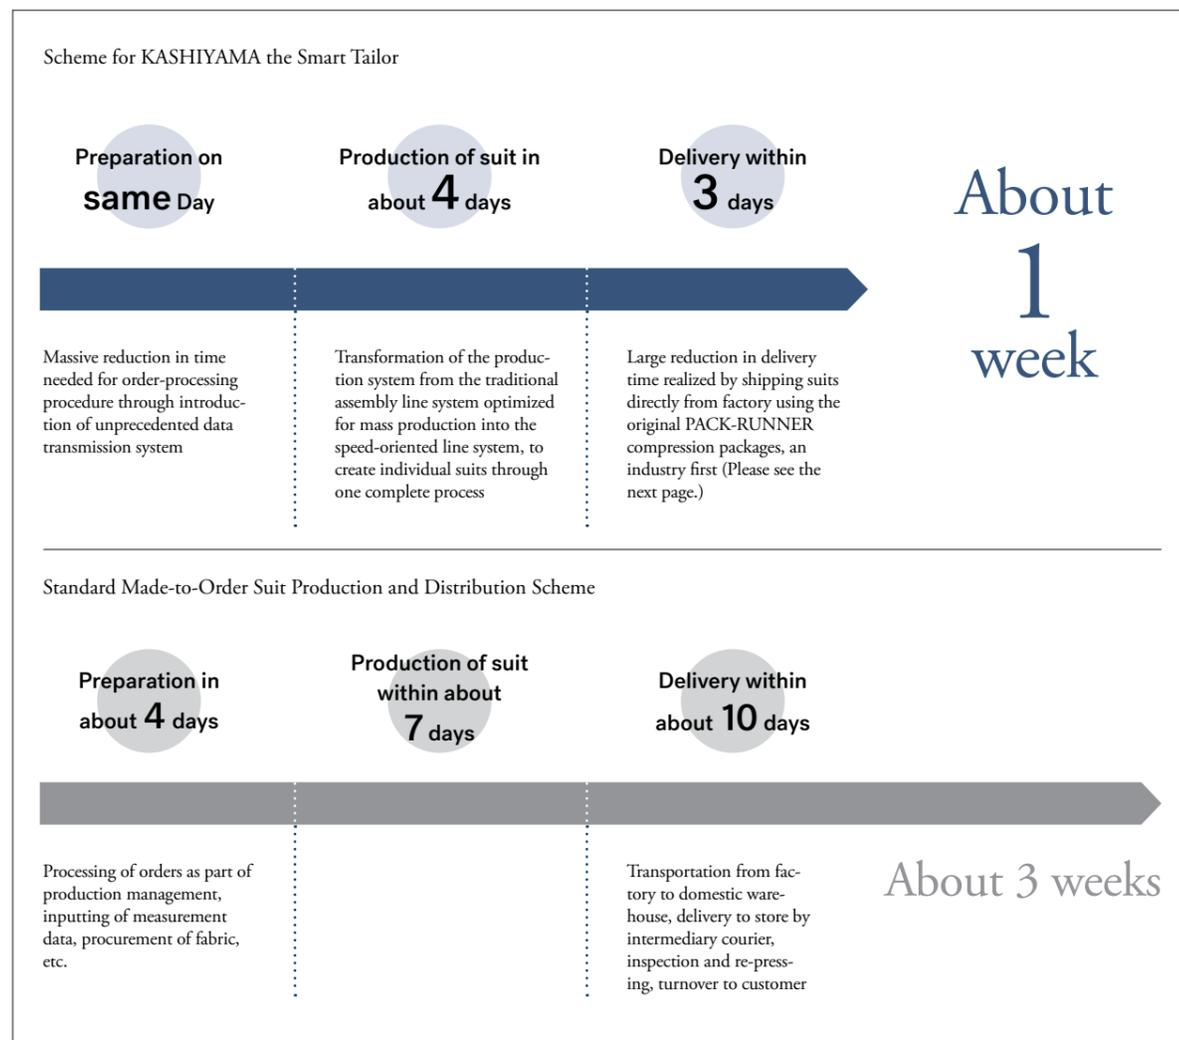 Scheme for KASHIYAMA the Smart Tailor
Preparation on
same Day
Production of suit in
about 4 days
Delivery within
3 days
About
1
week
Massive reduction in time
needed for order-processing
procedure through introduc-
tion of unprecedented data
transmission system
Transformation of the produc-
tion system from the traditional
assembly line system optimized
for mass production into the
speed-oriented line system, to
create individual suits through
one complete process
Large reduction in delivery
time realized by shipping suits
directly from factory using the
original PACK-RUNNER
compression packages, an
industry first (Please see the
next page.)
Standard Made-to-Order Suit Production and Distribution Scheme
Preparation in
about 4 days
Production of suit
within about
7 days
Delivery within
about 10 days
Processing of orders as part of
production management,
inputting of measurement
data, procurement of fabric,
etc.
Transportation from fac-
tory to domestic ware-
house, delivery to store by
intermediary courier,
inspection and re-press-
ing, turnover to customer
About 3 weeks